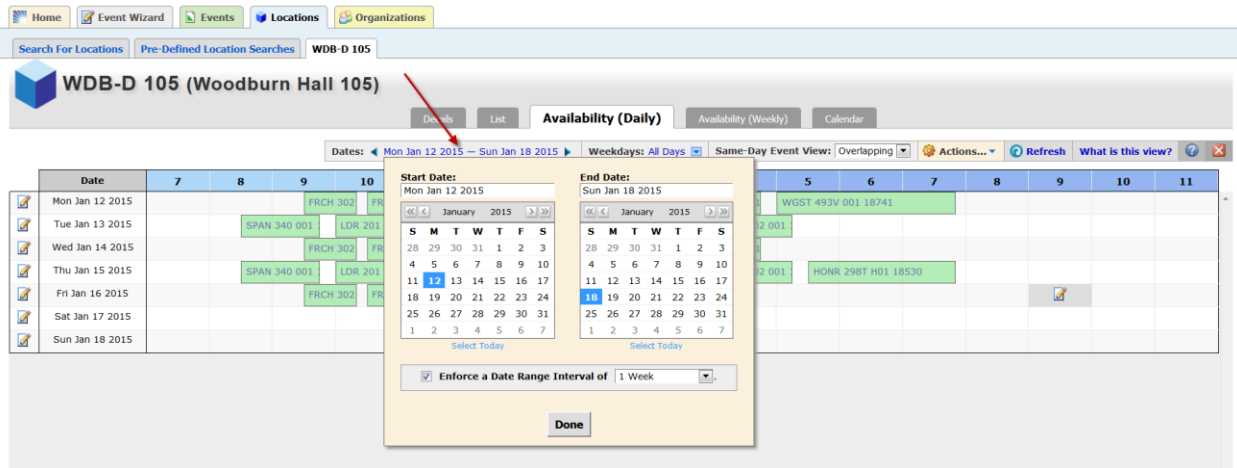 Home Event Wizard Events Locations Organizations
Search For Locations Pre-Defined Location Searches WDB-D 105
WDB-D 105 (Woodburn Hall 105)
Details List Availability (Daily) Availability (Weekly) Calendar
Dates: Mon Jan 12 2015 — Sun Jan 18 2015 Weekdays: All Days Same-Day Event View: Overlapping Actions... Refresh What is this view?
Date 7 8 9 10 5 6 7 8 9 10 11
Mon Jan 12 2015 FRCH 302 FR WGST 493V 001 18741
Tue Jan 13 2015 SPAN 340 001 LDR 201 02 001
Wed Jan 14 2015 FRCH 302 FR
Thu Jan 15 2015 SPAN 340 001 LDR 201 02 001 HONR 298T H01 18530
Fri Jan 16 2015 FRCH 302 FR
Sat Jan 17 2015
Sun Jan 18 2015
Start Date:
Mon Jan 12 2015
January 2015
S M T W T F S
28 29 30 31 1 2 3
4 5 6 7 8 9 10
11 12 13 14 15 16 17
18 19 20 21 22 23 24
25 26 27 28 29 30 31
1 2 3 4 5 6 7
Select Today
End Date:
Sun Jan 18 2015
January 2015
S M T W T F S
28 29 30 31 1 2 3
4 5 6 7 8 9 10
11 12 13 14 15 16 17
18 19 20 21 22 23 24
25 26 27 28 29 30 31
1 2 3 4 5 6 7
Select Today
Enforce a Date Range Interval of 1 Week .
Done